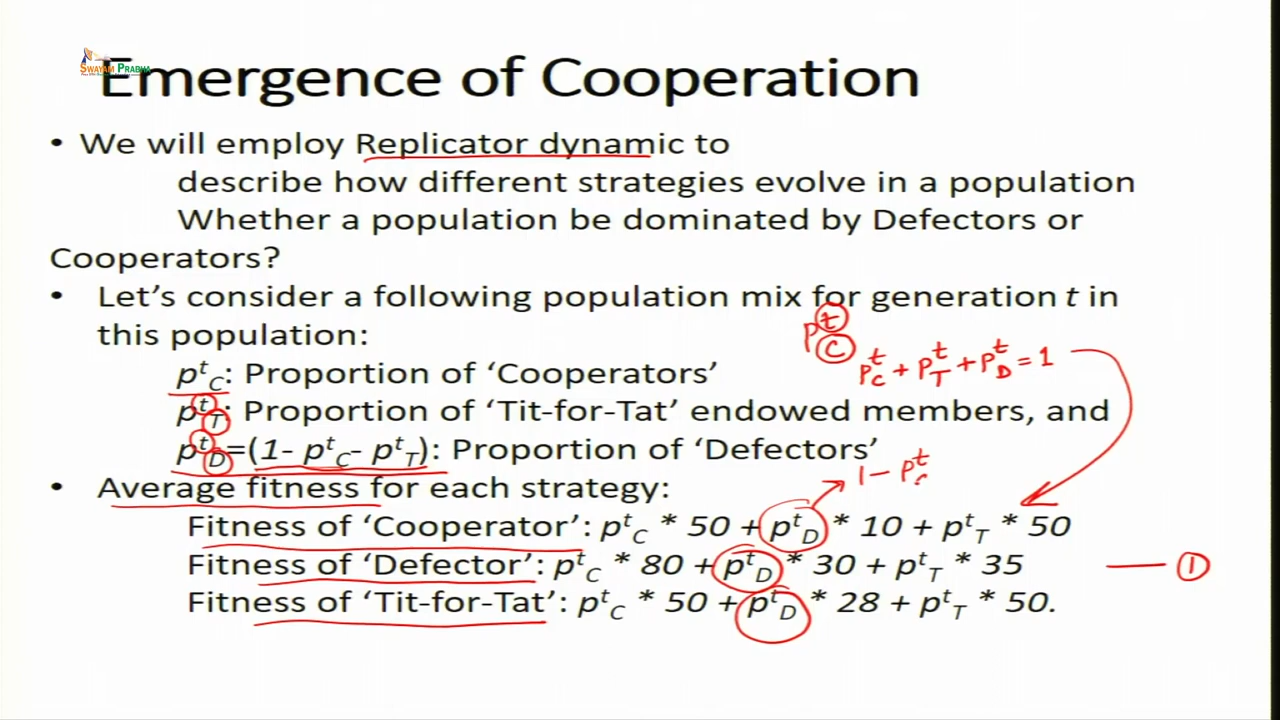 SWAYAM PRABHA
Emergence of Cooperation
• We will employ Replicator dynamic to
describe how different strategies evolve in a population
Whether a population be dominated by Defectors or
Cooperators?
• Let's consider a following population mix for generation t in
this population:
p^t_C
p^t_C + p^t_T + p^t_D = 1
p^t_C: Proportion of 'Cooperators'
p^t_T: Proportion of 'Tit-for-Tat' endowed members, and
p^t_D=(1- p^t_C- p^t_T): Proportion of 'Defectors'
1 - p^t_C
• Average fitness for each strategy:
Fitness of 'Cooperator': p^t_C * 50 + p^t_D * 10 + p^t_T * 50
Fitness of 'Defector': p^t_C * 80 + p^t_D * 30 + p^t_T * 35 — 1
Fitness of 'Tit-for-Tat': p^t_C * 50 + p^t_D * 28 + p^t_T * 50.